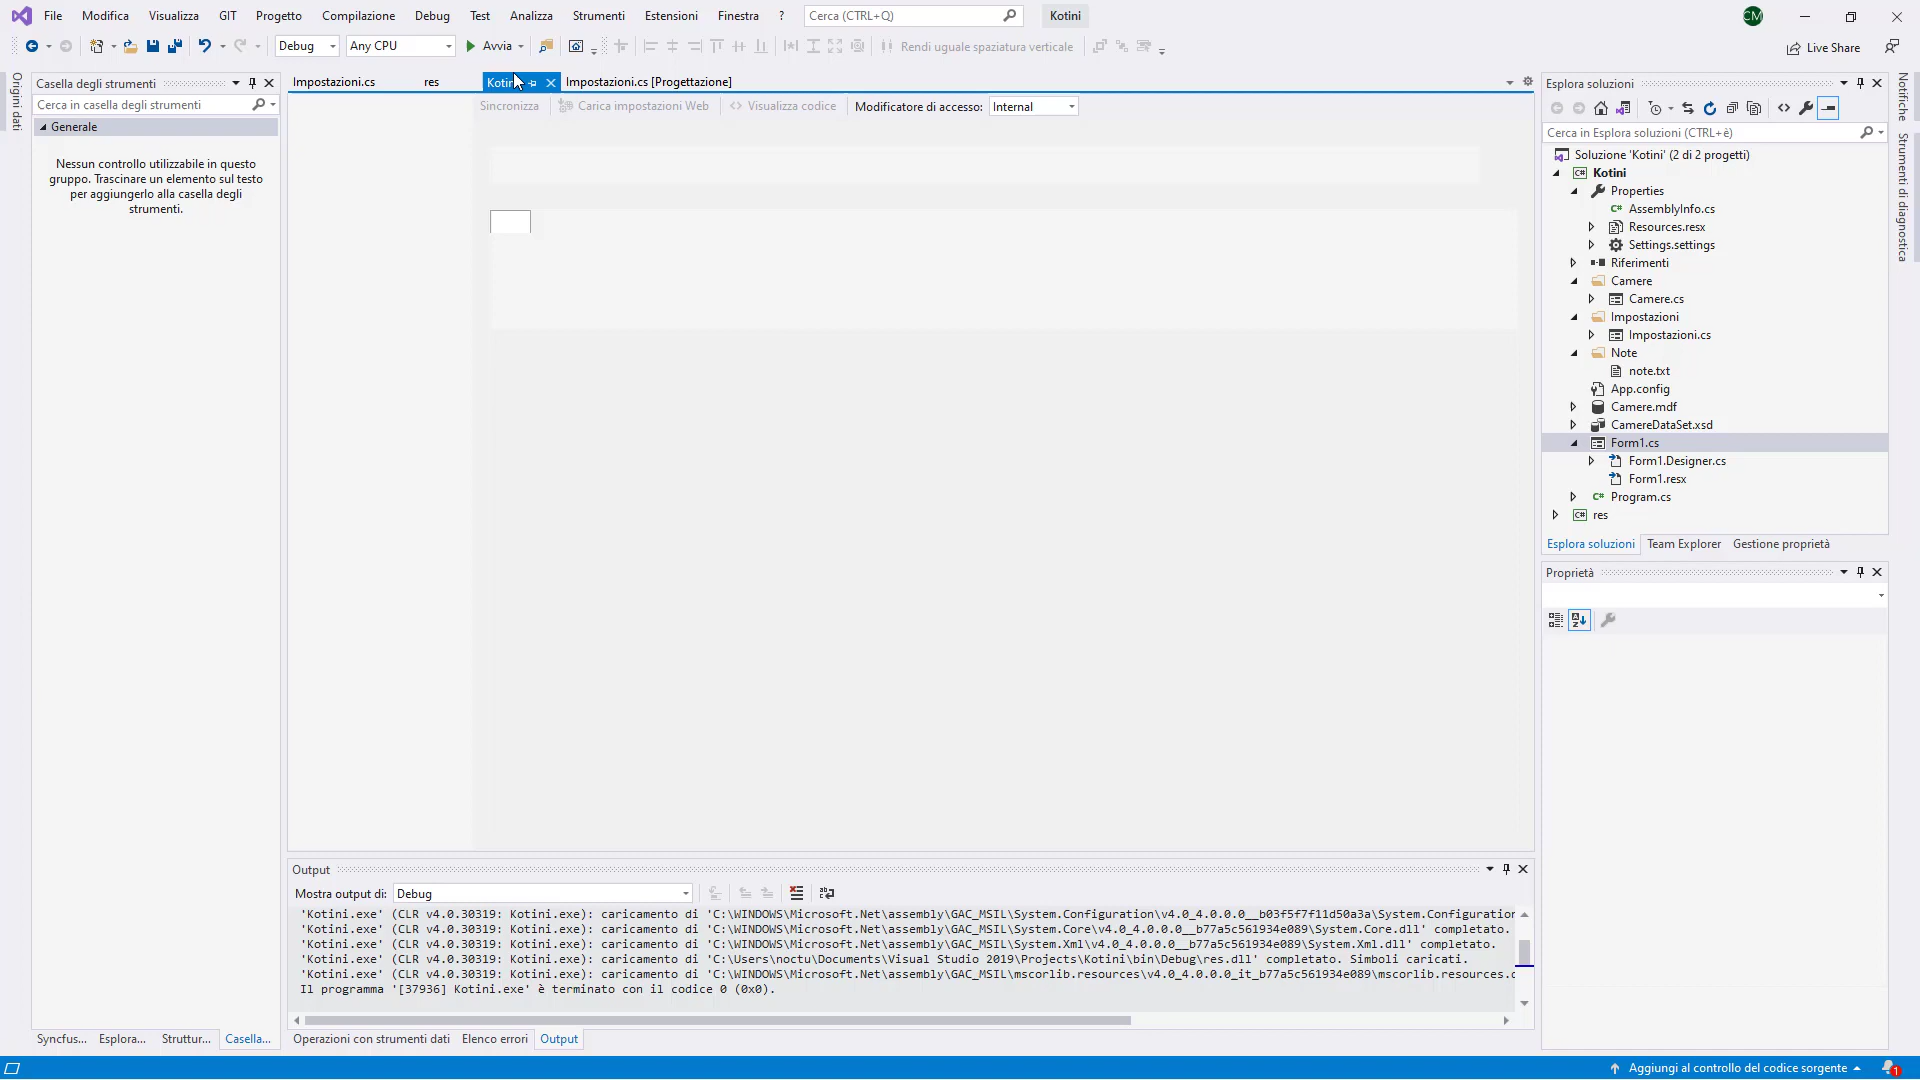 File Modifica Visualizza GIT Progetto Compilazione Debug Test Analizza Strumenti Estensioni Finestra ? Cerca (CTRL+Q) Kotini CM
Debug Any CPU Avvia Rendi uguale spaziatura verticale Live Share
Origini dati
Casella degli strumenti
Cerca in casella degli strumenti
Generale
Nessun controllo utilizzabile in questo
gruppo. Trascinare un elemento sul testo
per aggiungerlo alla casella degli
strumenti.
Syncfus... Esplora... Struttur... Casella...
Impostazioni.cs res Kotini Impostazioni.cs [Progettazione]
Sincronizza Carica impostazioni Web Visualizza codice Modificatore di accesso: Internal
Output
Mostra output di: Debug
'Kotini.exe' (CLR v4.0.30319: Kotini.exe): caricamento di 'C:\WINDOWS\Microsoft.Net\assembly\GAC_MSIL\System.Configuration\v4.0_4.0.0.0__b03f5f7f11d50a3a\System.Configuration
'Kotini.exe' (CLR v4.0.30319: Kotini.exe): caricamento di 'C:\WINDOWS\Microsoft.Net\assembly\GAC_MSIL\System.Core\v4.0_4.0.0.0__b77a5c561934e089\System.Core.dll' completato.
'Kotini.exe' (CLR v4.0.30319: Kotini.exe): caricamento di 'C:\WINDOWS\Microsoft.Net\assembly\GAC_MSIL\System.Xml\v4.0_4.0.0.0__b77a5c561934e089\System.Xml.dll' completato.
'Kotini.exe' (CLR v4.0.30319: Kotini.exe): caricamento di 'C:\Users\noctu\Documents\Visual Studio 2019\Projects\Kotini\bin\Debug\res.dll' completato. Simboli caricati.
'Kotini.exe' (CLR v4.0.30319: Kotini.exe): caricamento di 'C:\WINDOWS\Microsoft.Net\assembly\GAC_MSIL\mscorlib.resources\v4.0_4.0.0.0_it_b77a5c561934e089\mscorlib.resources.d
Il programma '[37936] Kotini.exe' è terminato con il codice 0 (0x0).
Operazioni con strumenti dati Elenco errori Output
Esplora soluzioni
Cerca in Esplora soluzioni (CTRL+è)
Soluzione 'Kotini' (2 di 2 progetti)
Kotini
Properties
AssemblyInfo.cs
Resources.resx
Settings.settings
Riferimenti
Camere
Camere.cs
Impostazioni
Impostazioni.cs
Note
note.txt
App.config
Camere.mdf
CamereDataSet.xsd
Form1.cs
Form1.Designer.cs
Form1.resx
Program.cs
res
Esplora soluzioni Team Explorer Gestione proprietà
Proprietà
Notifiche
Strumenti di diagnostica
Aggiungi al controllo del codice sorgente 1